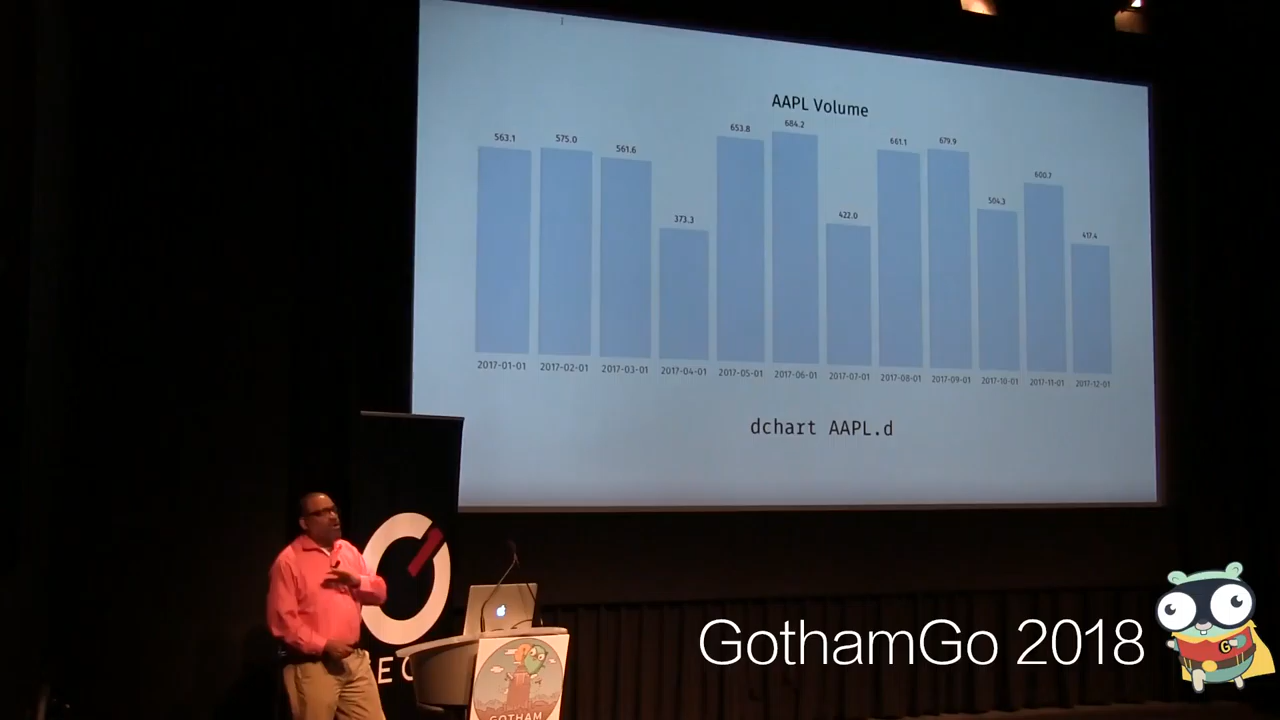 AAPL Volume
563.1 575.0 561.6 373.3 653.8 684.2 422.0 661.1 679.9 504.3 600.7 417.4
2017-01-01 2017-02-01 2017-03-01 2017-04-01 2017-05-01 2017-06-01 2017-07-01 2017-08-01 2017-09-01 2017-10-01 2017-11-01 2017-12-01
dchart AAPL.d
GothamGo 2018
G
GOTHAM